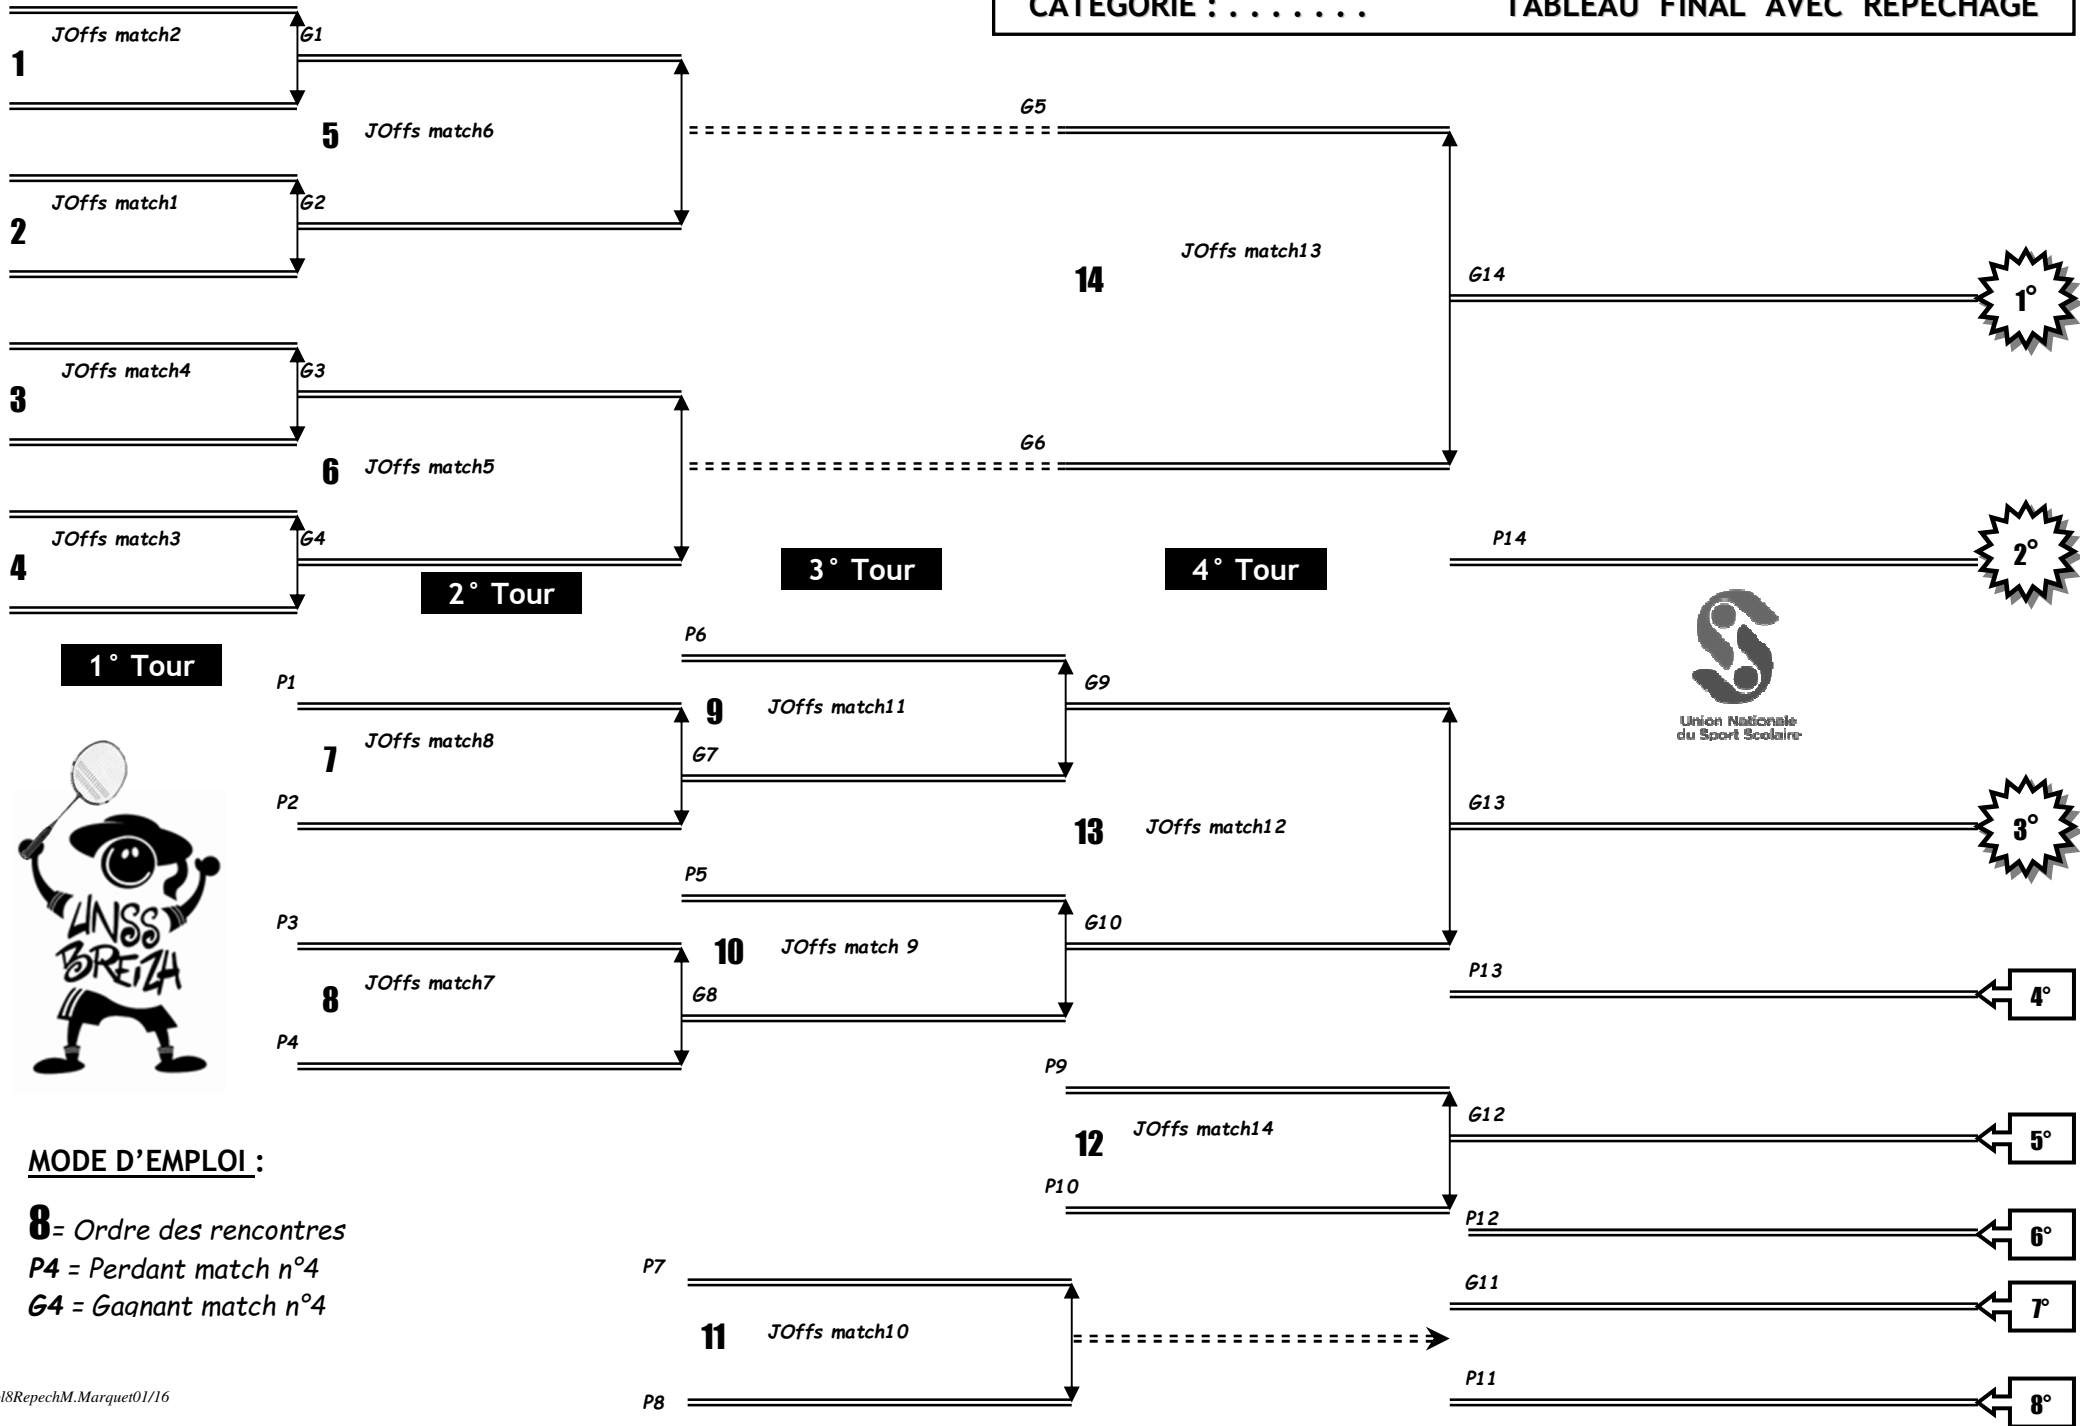 CATEGORIE : . . . . . . . TABLEAU FINAL AVEC REPECHAGE
JOffs match2
G1
1
5 JOffs match6
G5
JOffs match1
G2
2
JOffs match13
14
G14
1°
JOffs match4
G3
3
G6
6 JOffs match5
JOffs match3
G4
4
P14
2°
3° Tour
4° Tour
2° Tour
1° Tour
P6
P1
G9
9 JOffs match11
7 JOffs match8
G7
Union Nationale
du Sport Scolaire
P2
G13
13 JOffs match12
3°
P5
P3
G10
10 JOffs match 9
UNSS
BREIZH
P13
8 JOffs match7
G8
4°
P4
P9
G12
12 JOffs match14
5°
MODE D'EMPLOI :
P10
P12
8= Ordre des rencontres
6°
P7
P4 = Perdant match n°4
G11
G4 = Gagnant match n°4
7°
11 JOffs match10
P11
l8RepechM.Marquet01/16
P8
8°